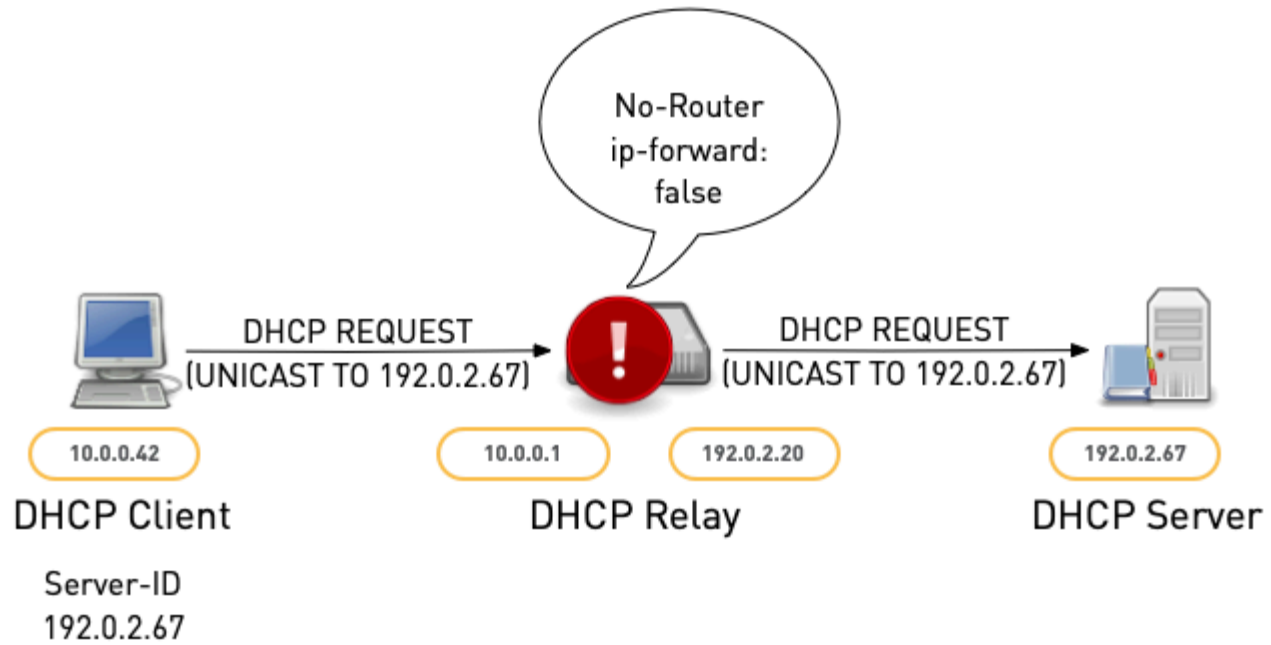 No-Router
ip-forward:
false
DHCP REQUEST
(UNICAST TO 192.0.2.67)
DHCP REQUEST
(UNICAST TO 192.0.2.67)
10.0.0.42
10.0.0.1
192.0.2.20
192.0.2.67
DHCP Client
DHCP Relay
DHCP Server
Server-ID
192.0.2.67